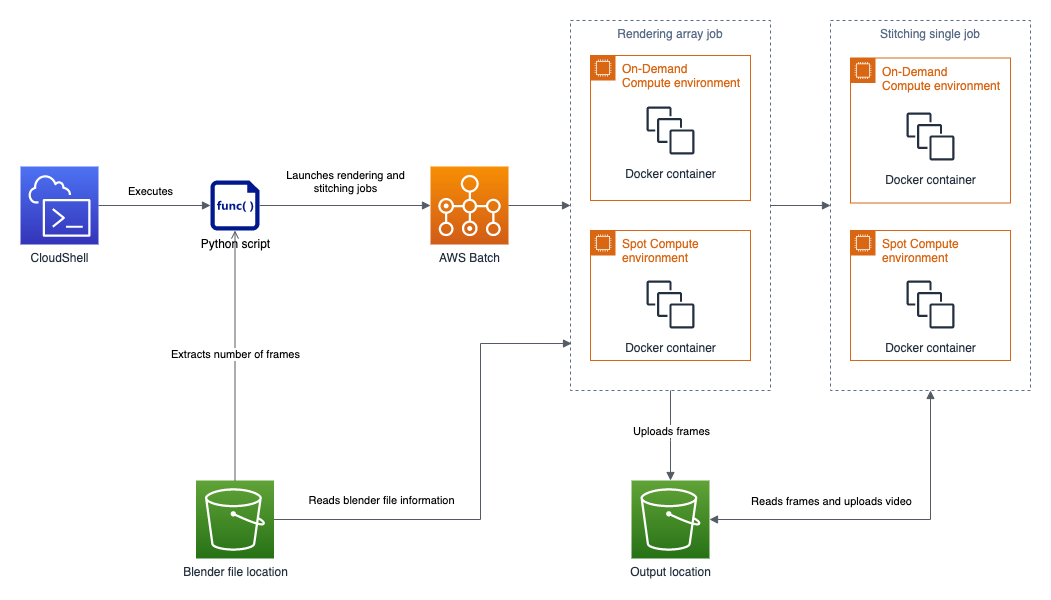 Rendering array job
Stitching single job
On-Demand
Compute environment
Docker container
On-Demand
Compute environment
Docker container
Executes
Launches rendering and
stitching jobs
func( )
Python script
CloudShell
AWS Batch
Spot Compute
environment
Docker container
Spot Compute
environment
Docker container
Extracts number of frames
Uploads frames
Reads blender file information
Reads frames and uploads video
Blender file location
Output location